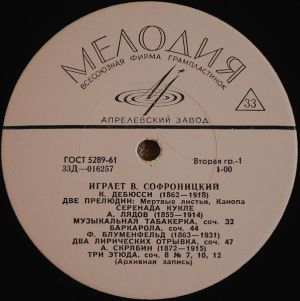 МЕЛОДИЯ
ВСЕСОЮЗНАЯ ФИРМА ГРАМПЛАСТИНОК
33
АПРЕЛЕВСКИЙ ЗАВОД
ГОСТ 5289-61 Вторая гр.-1
33Д—016257 1-00
ИГРАЕТ В. СОФРОНИЦКИЙ
К. ДЕБЮССИ (1862—1918)
ДВЕ ПРЕЛЮДИИ: Мертвые листья, Канопа
СЕРЕНАДА КУКЛЕ
А. ЛЯДОВ (1855—1914)
МУЗЫКАЛЬНАЯ ТАБАКЕРКА, соч. 32
БАРКАРОЛА, соч. 44
Ф. БЛУМЕНФЕЛЬД (1863—1931)
ДВА ЛИРИЧЕСКИХ ОТРЫВКА, соч. 47
А. СКРЯБИН (1872—1915)
ТРИ ЭТЮДА, соч. 8 № 7, 10, 12
(Архивная запись)